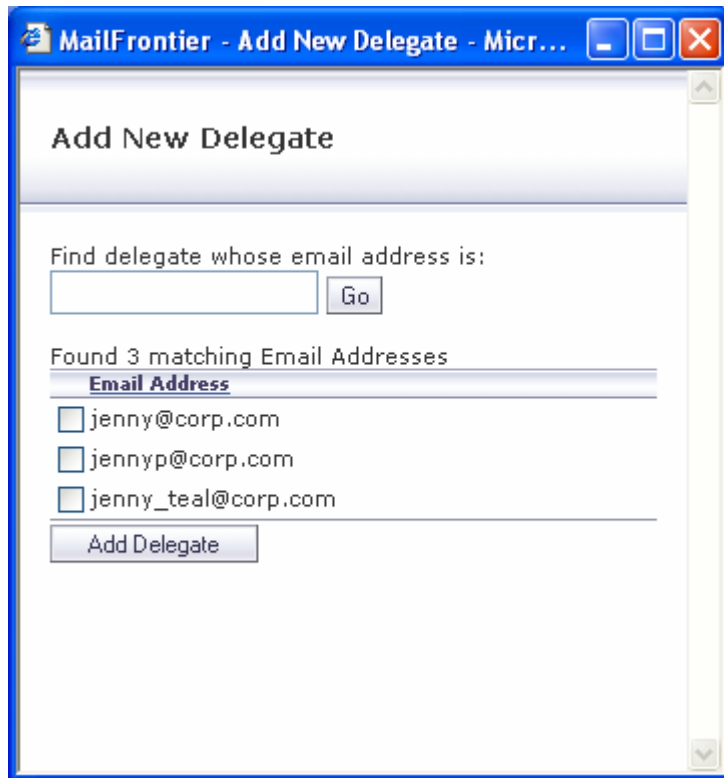 MailFrontier - Add New Delegate - Micr...
Add New Delegate
Find delegate whose email address is:
Go
Found 3 matching Email Addresses
Email Address
jenny@corp.com
jennyp@corp.com
jenny_teal@corp.com
Add Delegate